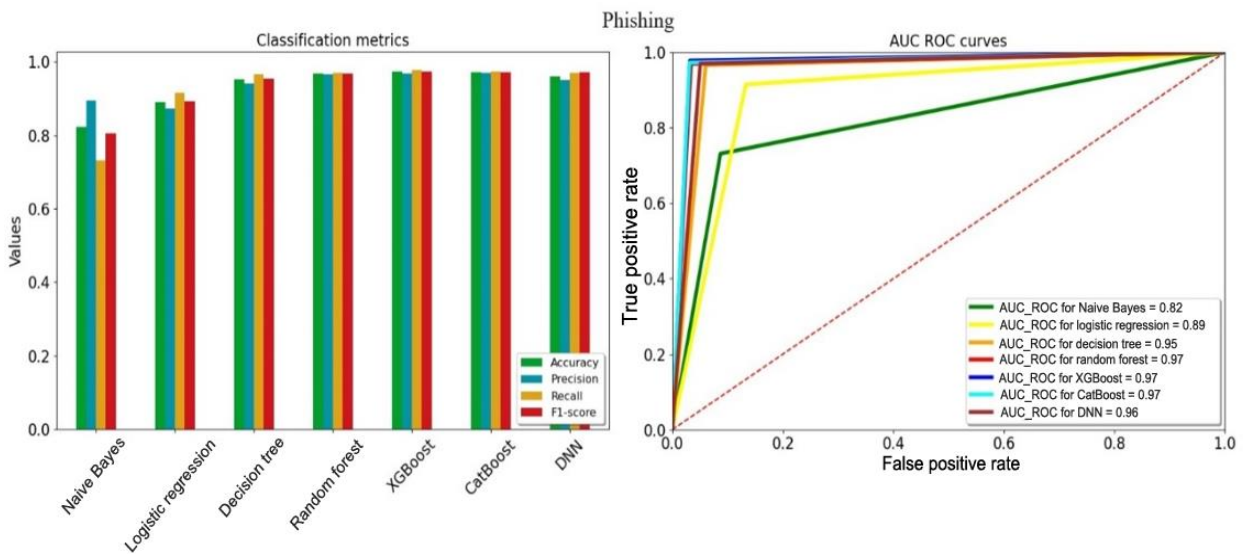 Phishing
Classification metrics
Values
1.0
0.8
0.6
0.4
0.2
0.0
Accuracy
Precision
Recall
F1-score
Naive Bayes
Logistic regression
Decision tree
Random forest
XGBoost
CatBoost
DNN
AUC ROC curves
True positive rate
1.0
0.8
0.6
0.4
0.2
0.0
AUC_ROC for Naive Bayes = 0.82
AUC_ROC for logistic regression = 0.89
AUC_ROC for decision tree = 0.95
AUC_ROC for random forest = 0.97
AUC_ROC for XGBoost = 0.97
AUC_ROC for CatBoost = 0.97
AUC_ROC for DNN = 0.96
0.0 0.2 0.4 0.6 0.8 1.0
False positive rate